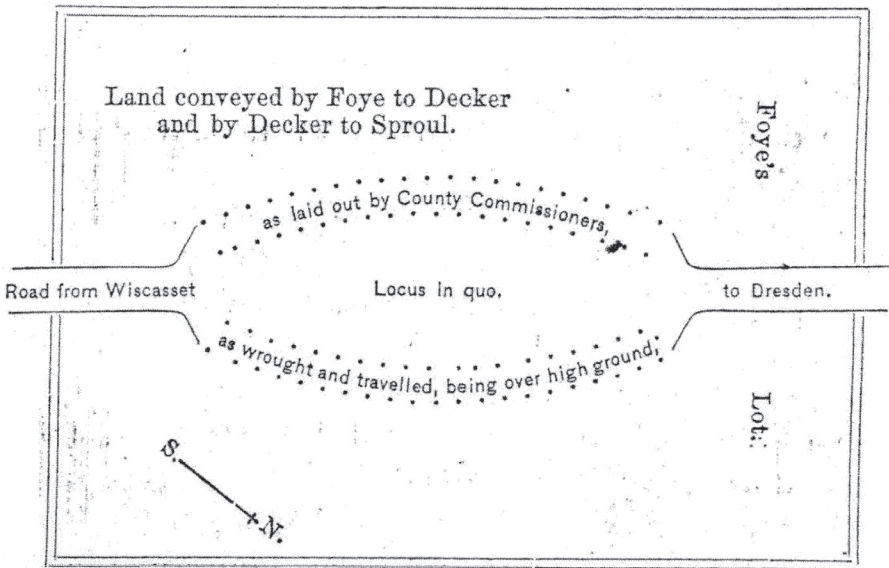 Land conveyed by Foye to Decker
and by Decker to Sproul.
Foye's
as laid out by County Commissioners,
Road from Wiscasset
Locus in quo.
to Dresden.
as wrought and travelled, being over high ground,
Lot.
S.
N.